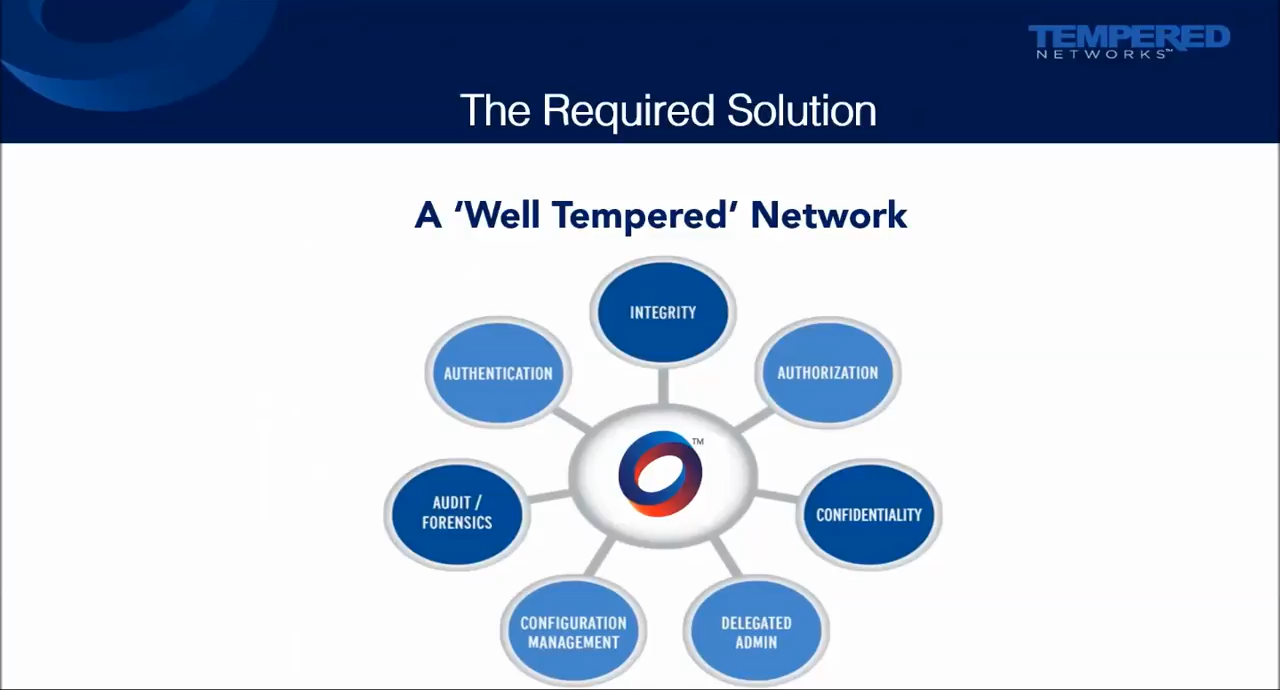 TEMPERED
NETWORKS™
The Required Solution
A ‘Well Tempered’ Network
INTEGRITY
AUTHENTICATION
AUTHORIZATION
TM
AUDIT /
FORENSICS
CONFIDENTIALITY
CONFIGURATION
MANAGEMENT
DELEGATED
ADMIN